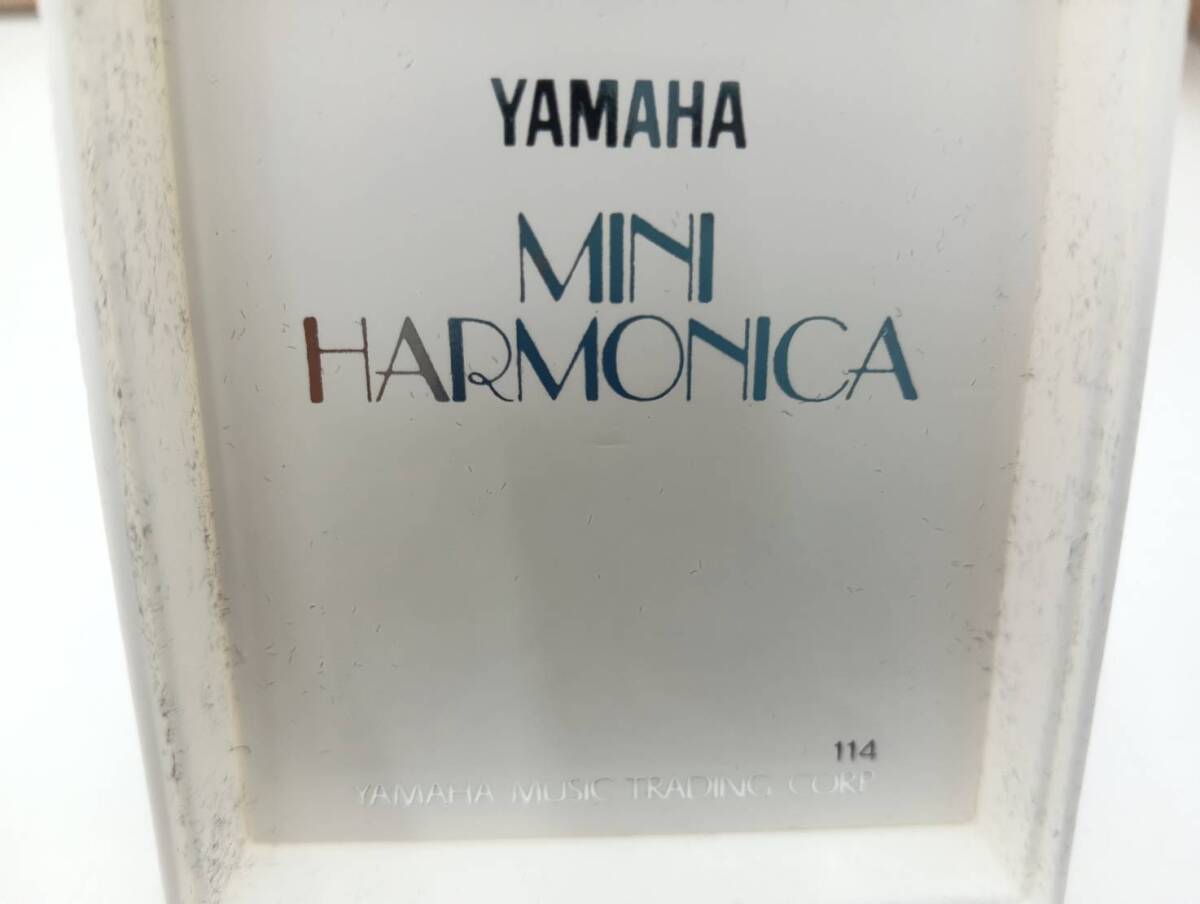 YAMAHA
MINI
HARMONICA
114
YAMAHA MUSIC TRADING CORP